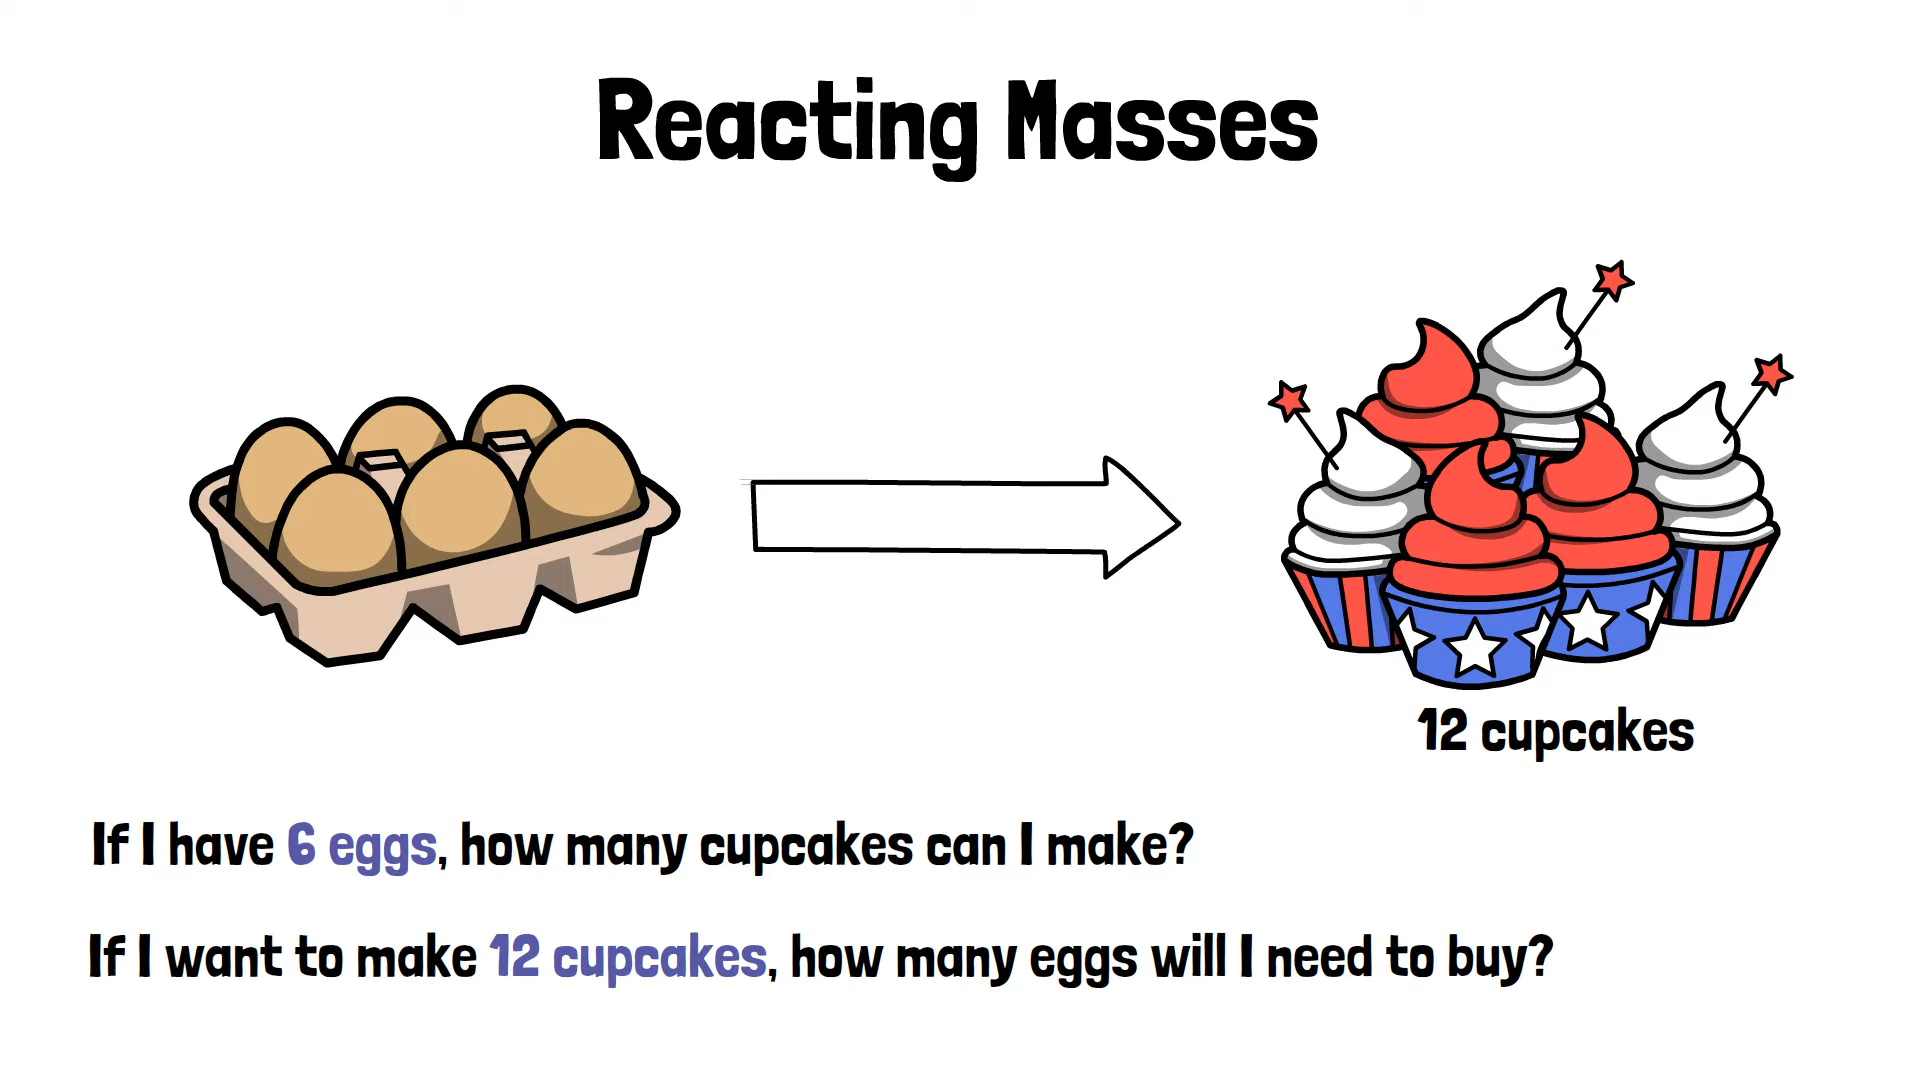 Reacting Masses
12 cupcakes
If I have 6 eggs, how many cupcakes can I make?
If I want to make 12 cupcakes, how many eggs will I need to buy?